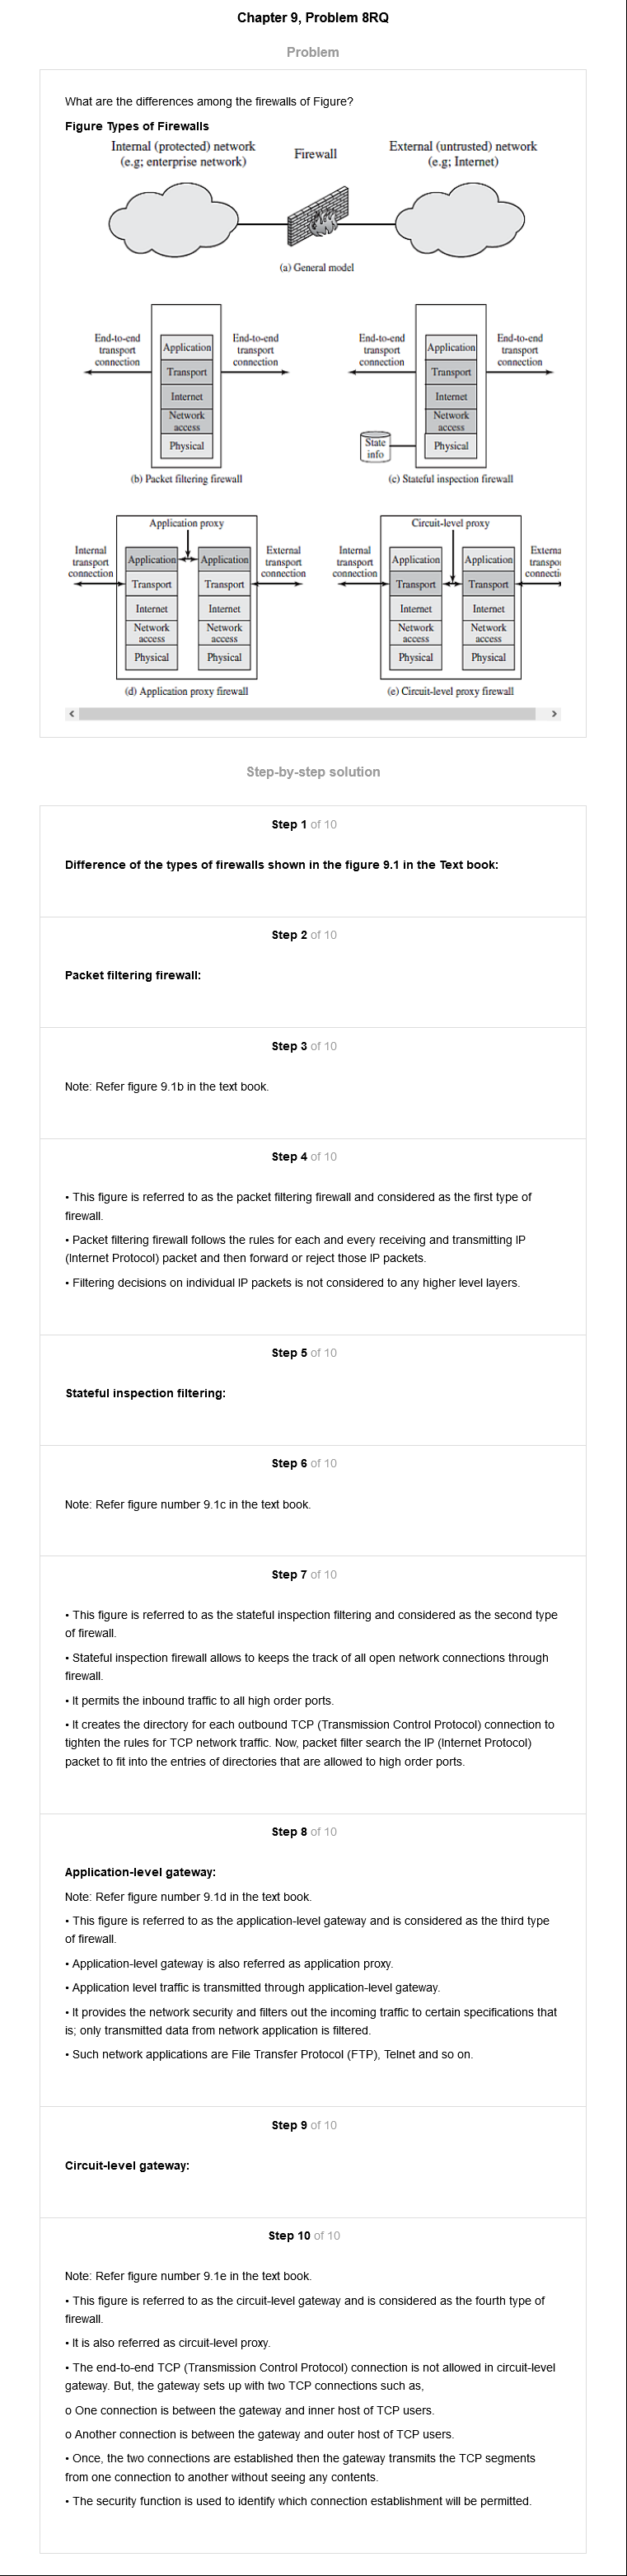 Chapter 9, Problem 8RQ
Problem
What are the differences among the firewalls of Figure?
Figure Types of Firewalls
Internal (protected) network
(e.g; enterprise network)
Firewall
External (untrusted) network
(e.g; Internet)
(a) General model
End-to-end
transport
connection
Application
Transport
Internet
Network
access
Physical
End-to-end
transport
connection
(b) Packet filtering firewall
End-to-end
transport
connection
Application
Transport
Internet
Network
access
Physical
End-to-end
transport
connection
State
info
(c) Stateful inspection firewall
Application proxy
Internal
transport
connection
Application
Transport
Internet
Network
access
Physical
Application
Transport
Internet
Network
access
Physical
External
transport
connection
(d) Application proxy firewall
Circuit-level proxy
Internal
transport
connection
Application
Transport
Internet
Network
access
Physical
Application
Transport
Internet
Network
access
Physical
Externa
transpo
connecti
(e) Circuit-level proxy firewall
Step-by-step solution
Step 1 of 10
Difference of the types of firewalls shown in the figure 9.1 in the Text book:
Step 2 of 10
Packet filtering firewall:
Step 3 of 10
Note: Refer figure 9.1b in the text book.
Step 4 of 10
• This figure is referred to as the packet filtering firewall and considered as the first type of
firewall.
• Packet filtering firewall follows the rules for each and every receiving and transmitting IP
(Internet Protocol) packet and then forward or reject those IP packets.
• Filtering decisions on individual IP packets is not considered to any higher level layers.
Step 5 of 10
Stateful inspection filtering:
Step 6 of 10
Note: Refer figure number 9.1c in the text book.
Step 7 of 10
• This figure is referred to as the stateful inspection filtering and considered as the second type
of firewall.
• Stateful inspection firewall allows to keeps the track of all open network connections through
firewall.
• It permits the inbound traffic to all high order ports.
• It creates the directory for each outbound TCP (Transmission Control Protocol) connection to
tighten the rules for TCP network traffic. Now, packet filter search the IP (Internet Protocol)
packet to fit into the entries of directories that are allowed to high order ports.
Step 8 of 10
Application-level gateway:
Note: Refer figure number 9.1d in the text book.
• This figure is referred to as the application-level gateway and is considered as the third type
of firewall.
• Application-level gateway is also referred as application proxy.
• Application level traffic is transmitted through application-level gateway.
• It provides the network security and filters out the incoming traffic to certain specifications that
is; only transmitted data from network application is filtered.
• Such network applications are File Transfer Protocol (FTP), Telnet and so on.
Step 9 of 10
Circuit-level gateway:
Step 10 of 10
Note: Refer figure number 9.1e in the text book.
• This figure is referred to as the circuit-level gateway and is considered as the fourth type of
firewall.
• It is also referred as circuit-level proxy.
• The end-to-end TCP (Transmission Control Protocol) connection is not allowed in circuit-level
gateway. But, the gateway sets up with two TCP connections such as,
o One connection is between the gateway and inner host of TCP users.
o Another connection is between the gateway and outer host of TCP users.
• Once, the two connections are established then the gateway transmits the TCP segments
from one connection to another without seeing any contents.
• The security function is used to identify which connection establishment will be permitted.